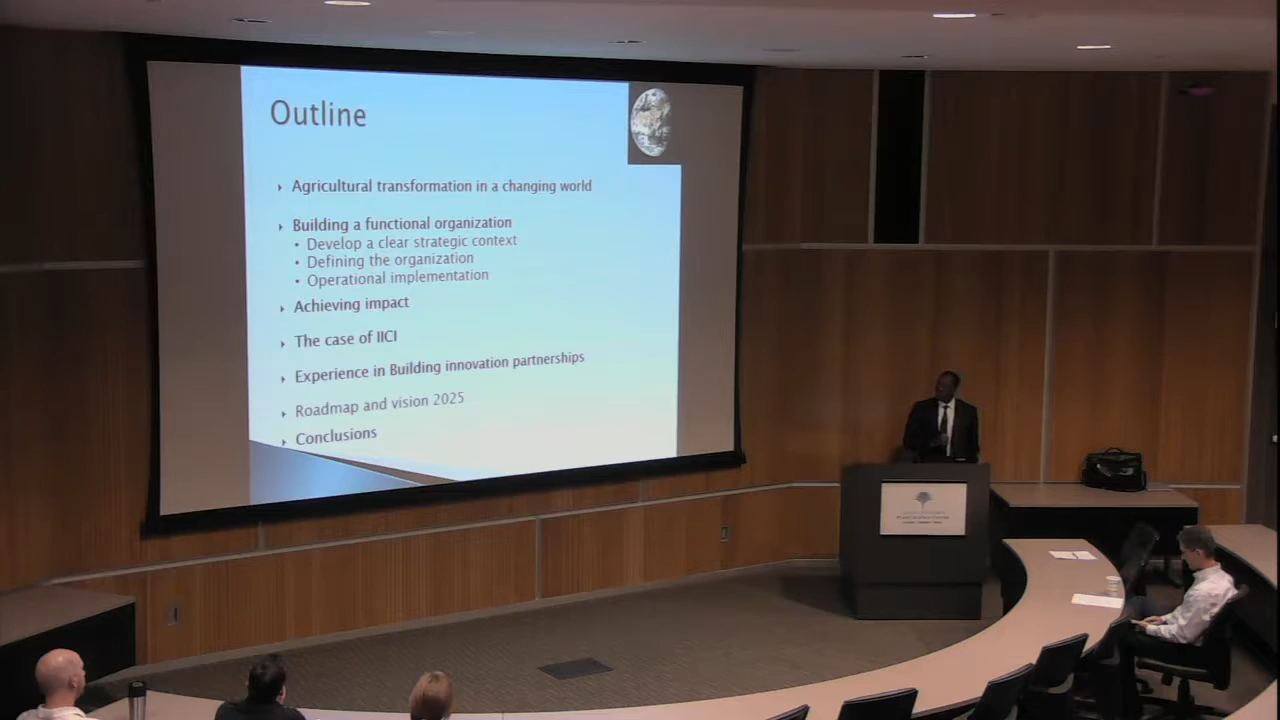 Outline
Agricultural transformation in a changing world
Building a functional organization
Develop a clear strategic context
Defining the organization
Operational implementation
Achieving impact
The case of IICI
Experience in Building innovation partnerships
Roadmap and vision 2025
Conclusions